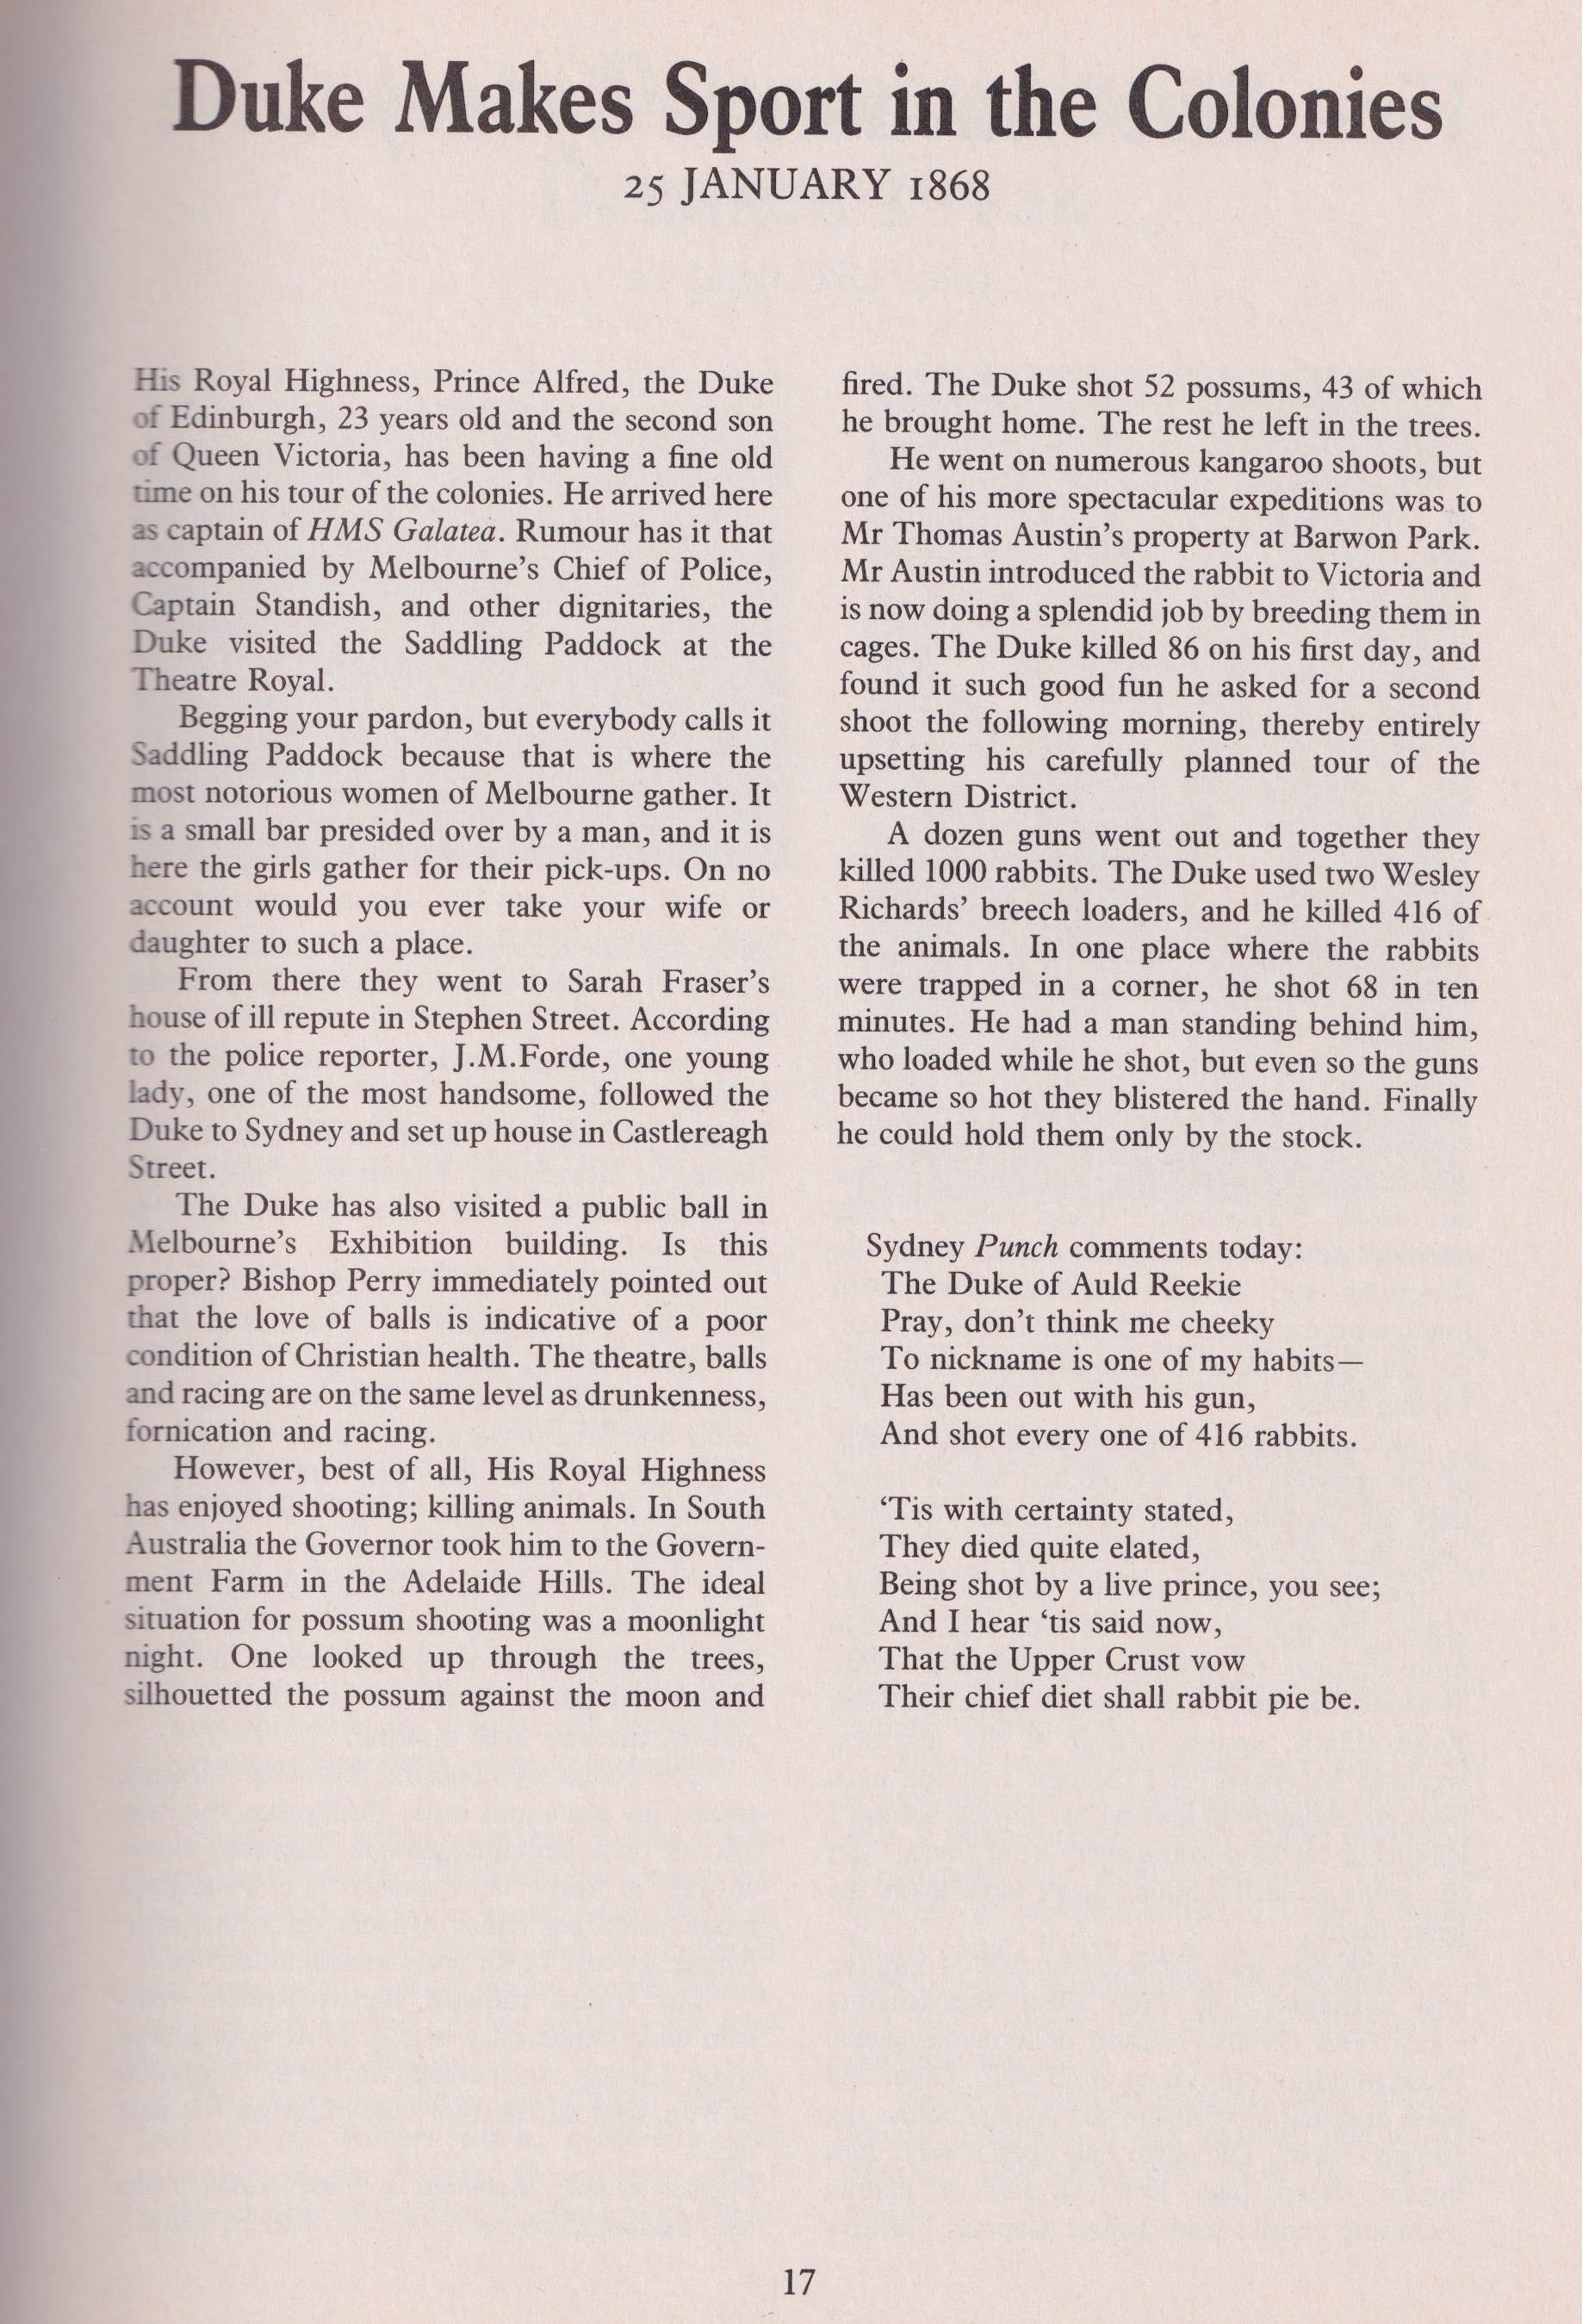 Duke Makes Sport in the Colonies
25 JANUARY 1868
His Royal Highness, Prince Alfred, the Duke
of Edinburgh, 23 years old and the second son
of Queen Victoria, has been having a fine old
time on his tour of the colonies. He arrived here
as captain of HMS Galatea. Rumour has it that
accompanied by Melbourne's Chief of Police,
Captain Standish, and other dignitaries, the
Duke visited the Saddling Paddock at the
Theatre Royal.
Begging your pardon, but everybody calls it
Saddling Paddock because that is where the
most notorious women of Melbourne gather. It
is a small bar presided over by a man, and it is
here the girls gather for their pick-ups. On no
account would you ever take your wife or
daughter to such a place.
From there they went to Sarah Fraser's
house of ill repute in Stephen Street. According
to the police reporter, J.M.Forde, one young
lady, one of the most handsome, followed the
Duke to Sydney and set up house in Castlereagh
Street.
The Duke has also visited a public ball in
Melbourne's Exhibition building. Is this
proper? Bishop Perry immediately pointed out
that the love of balls is indicative of a poor
condition of Christian health. The theatre, balls
and racing are on the same level as drunkenness,
fornication and racing.
However, best of all, His Royal Highness
has enjoyed shooting; killing animals. In South
Australia the Governor took him to the Govern-
ment Farm in the Adelaide Hills. The ideal
situation for possum shooting was a moonlight
night. One looked up through the trees,
silhouetted the possum against the moon and
fired. The Duke shot 52 possums, 43 of which
he brought home. The rest he left in the trees.
He went on numerous kangaroo shoots, but
one of his more spectacular expeditions was to
Mr Thomas Austin's property at Barwon Park.
Mr Austin introduced the rabbit to Victoria and
is now doing a splendid job by breeding them in
cages. The Duke killed 86 on his first day, and
found it such good fun he asked for a second
shoot the following morning, thereby entirely
upsetting his carefully planned tour of the
Western District.
A dozen guns went out and together they
killed 1000 rabbits. The Duke used two Wesley
Richards' breech loaders, and he killed 416 of
the animals. In one place where the rabbits
were trapped in a corner, he shot 68 in ten
minutes. He had a man standing behind him,
who loaded while he shot, but even so the guns
became so hot they blistered the hand. Finally
he could hold them only by the stock.
Sydney Punch comments today:
The Duke of Auld Reekie
Pray, don't think me cheeky
To nickname is one of my habits—
Has been out with his gun,
And shot every one of 416 rabbits.
'Tis with certainty stated,
They died quite elated,
Being shot by a live prince, you see;
And I hear 'tis said now,
That the Upper Crust vow
Their chief diet shall rabbit pie be.
17